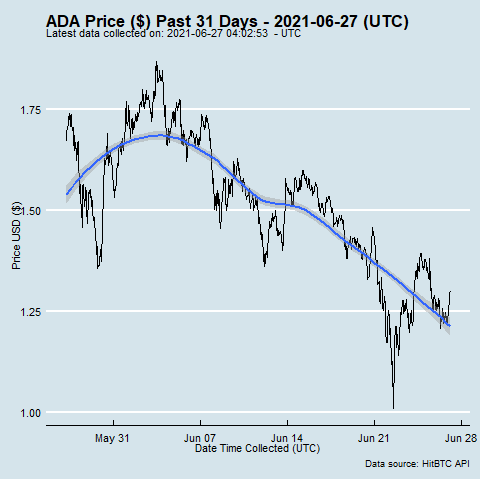 ADA Price ($) Past 31 Days - 2021-06-27 (UTC)
Latest data collected on: 2021-06-27 04:02:53  - UTC
Price USD ($)
1.75
1.50
1.25
1.00
May 31
Jun 07
Jun 14
Jun 21
Jun 28
Date Time Collected (UTC)
Data source: HitBTC API